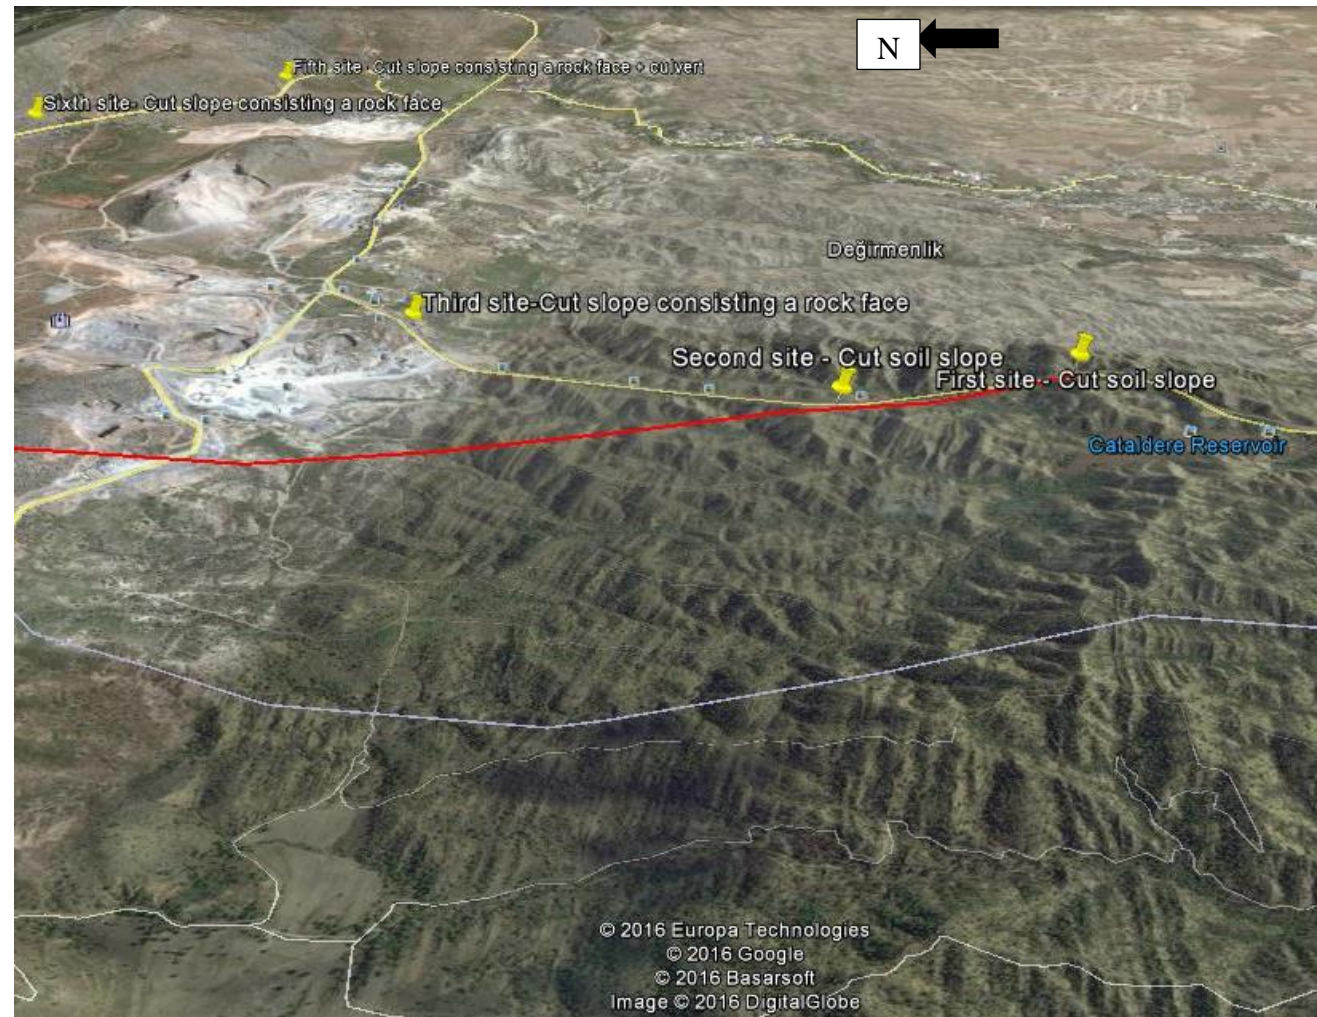 N
Fifth site - Cut slope consisting a rock face + culvert
Sixth site- Cut slope consisting a rock face
Değirmenlik
Third site-Cut slope consisting a rock face
Second site - Cut soil slope
First site - Cut soil slope
Cataldere Reservoir
© 2016 Europa Technologies
© 2016 Google
© 2016 Basarsoft
Image © 2016 DigitalGlobe